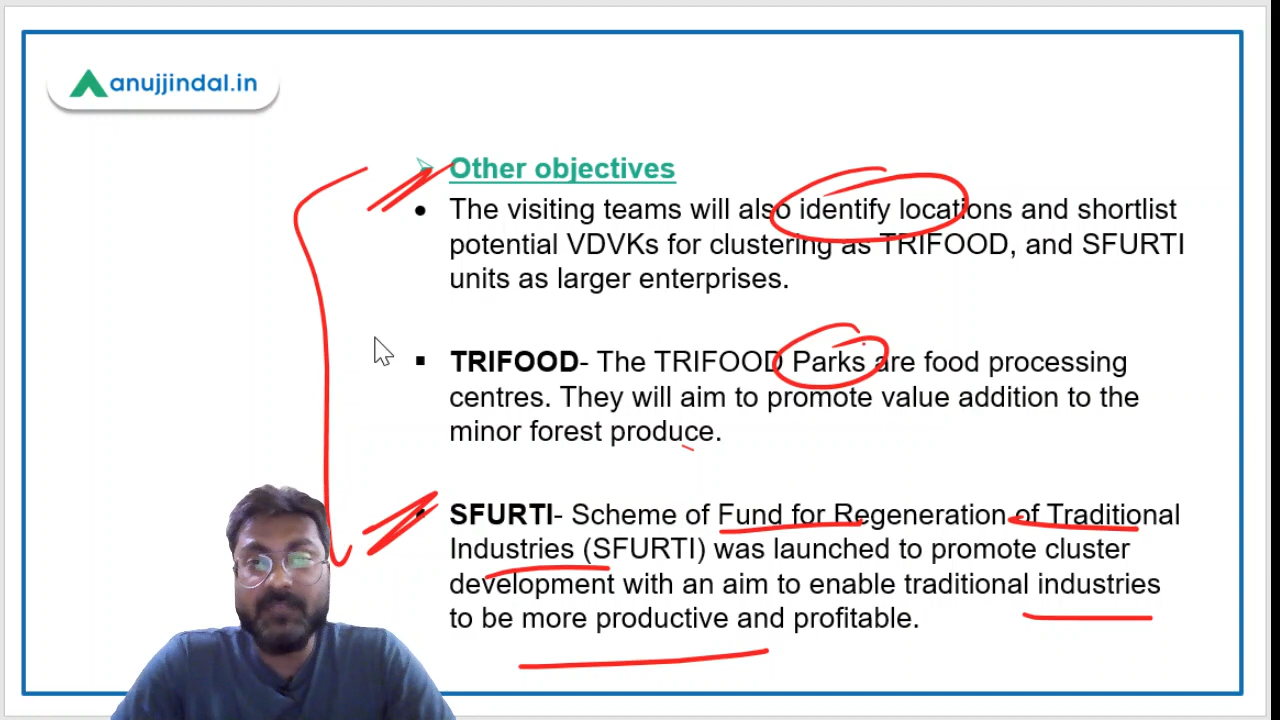 anujjindal.in
Other objectives
The visiting teams will also identify locations and shortlist
potential VDVKs for clustering as TRIFOOD, and SFURTI
units as larger enterprises.
TRIFOOD- The TRIFOOD Parks are food processing
centres. They will aim to promote value addition to the
minor forest produce.
SFURTI- Scheme of Fund for Regeneration of Traditional
Industries (SFURTI) was launched to promote cluster
development with an aim to enable traditional industries
to be more productive and profitable.